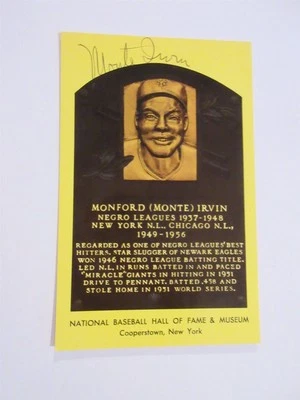 Monte Irvin
MONFORD (MONTE) IRVIN
NEGRO LEAGUES 1937-1948
NEW YORK N.L., CHICAGO N.L.,
1949-1956
REGARDED AS ONE OF NEGRO LEAGUES' BEST
HITTERS. STAR SLUGGER OF NEWARK EAGLES
WON 1946 NEGRO LEAGUE BATTING TITLE.
LED N.L. IN RUNS BATTED IN AND PACED
"MIRACLE" GIANTS IN HITTING IN 1951
DRIVE TO PENNANT. BATTED .458 AND
STOLE HOME IN 1951 WORLD SERIES.
NATIONAL BASEBALL HALL OF FAME & MUSEUM
Cooperstown, New York